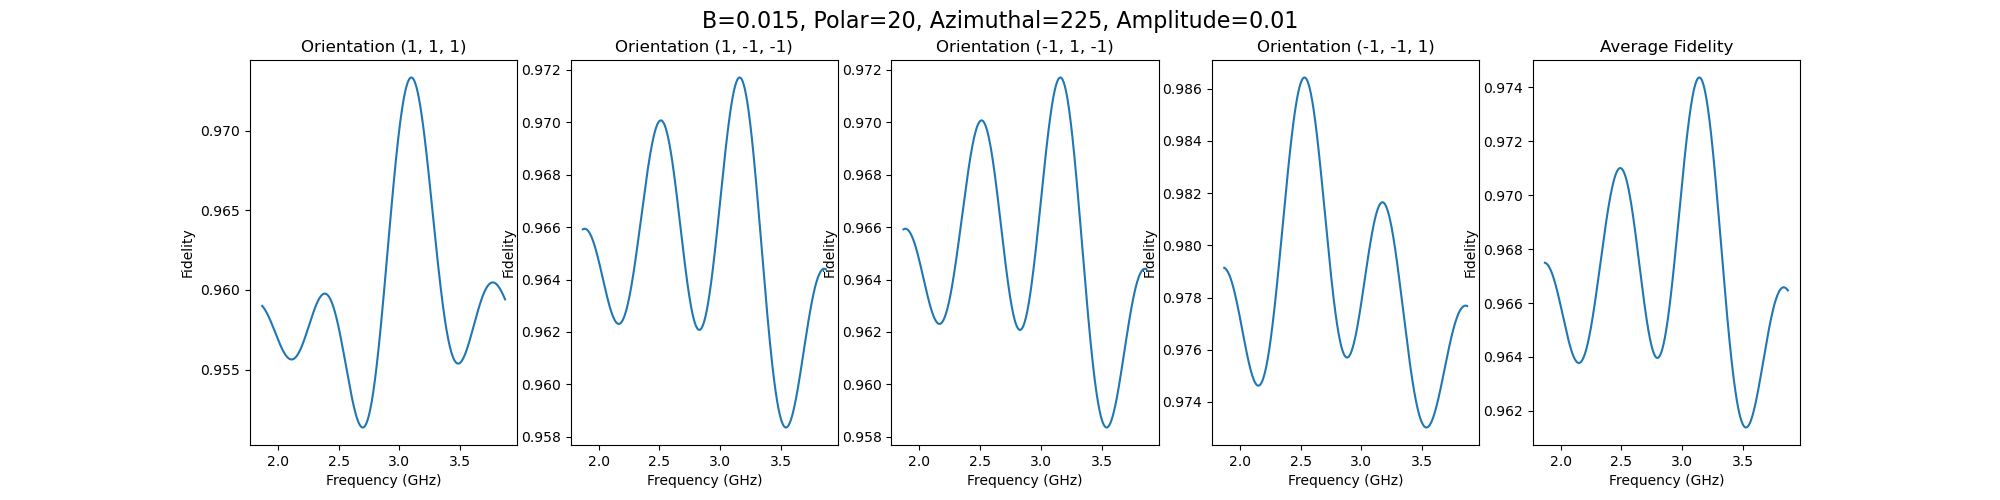 B=0.015, Polar=20, Azimuthal=225, Amplitude=0.01
Orientation (1, 1, 1)
0.970
0.965
0.960
0.955
Fidelity
2.0 2.5 3.0 3.5
Frequency (GHz)
Orientation (1, -1, -1)
0.972
0.970
0.968
0.966
0.964
0.962
0.960
0.958
Fidelity
2.0 2.5 3.0 3.5
Frequency (GHz)
Orientation (-1, 1, -1)
0.972
0.970
0.968
0.966
0.964
0.962
0.960
0.958
Fidelity
2.0 2.5 3.0 3.5
Frequency (GHz)
Orientation (-1, -1, 1)
0.986
0.984
0.982
0.980
0.978
0.976
0.974
Fidelity
2.0 2.5 3.0 3.5
Frequency (GHz)
Average Fidelity
0.974
0.972
0.970
0.968
0.966
0.964
0.962
Fidelity
2.0 2.5 3.0 3.5
Frequency (GHz)